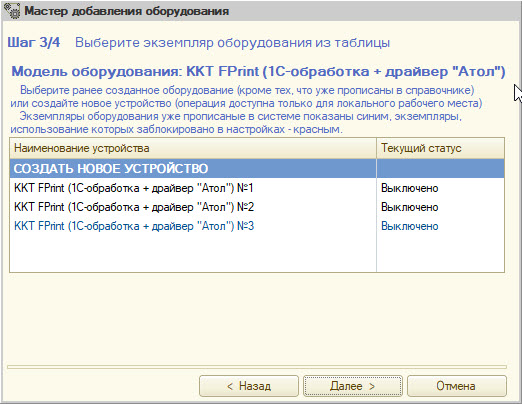 Мастер добавления оборудования
Шаг 3/4 Выберите экземпляр оборудования из таблицы
Модель оборудования: ККТ FPrint (1С-обработка + драйвер "Атол")
Выберите ранее созданное оборудование (кроме тех, что уже прописаны в справочнике)
или создайте новое устройство (операция доступна только для локального рабочего места)
Экземпляры оборудования уже прописаные в системе показаны синим, экземпляры,
использование которых заблокировано в настройках - красным.
Наименование устройства Текущий статус
СОЗДАТЬ НОВОЕ УСТРОЙСТВО
ККТ FPrint (1С-обработка + драйвер "Атол") №1 Выключено
ККТ FPrint (1С-обработка + драйвер "Атол") №2 Выключено
ККТ FPrint (1С-обработка + драйвер "Атол") №3 Выключено
< Назад Далее > Отмена